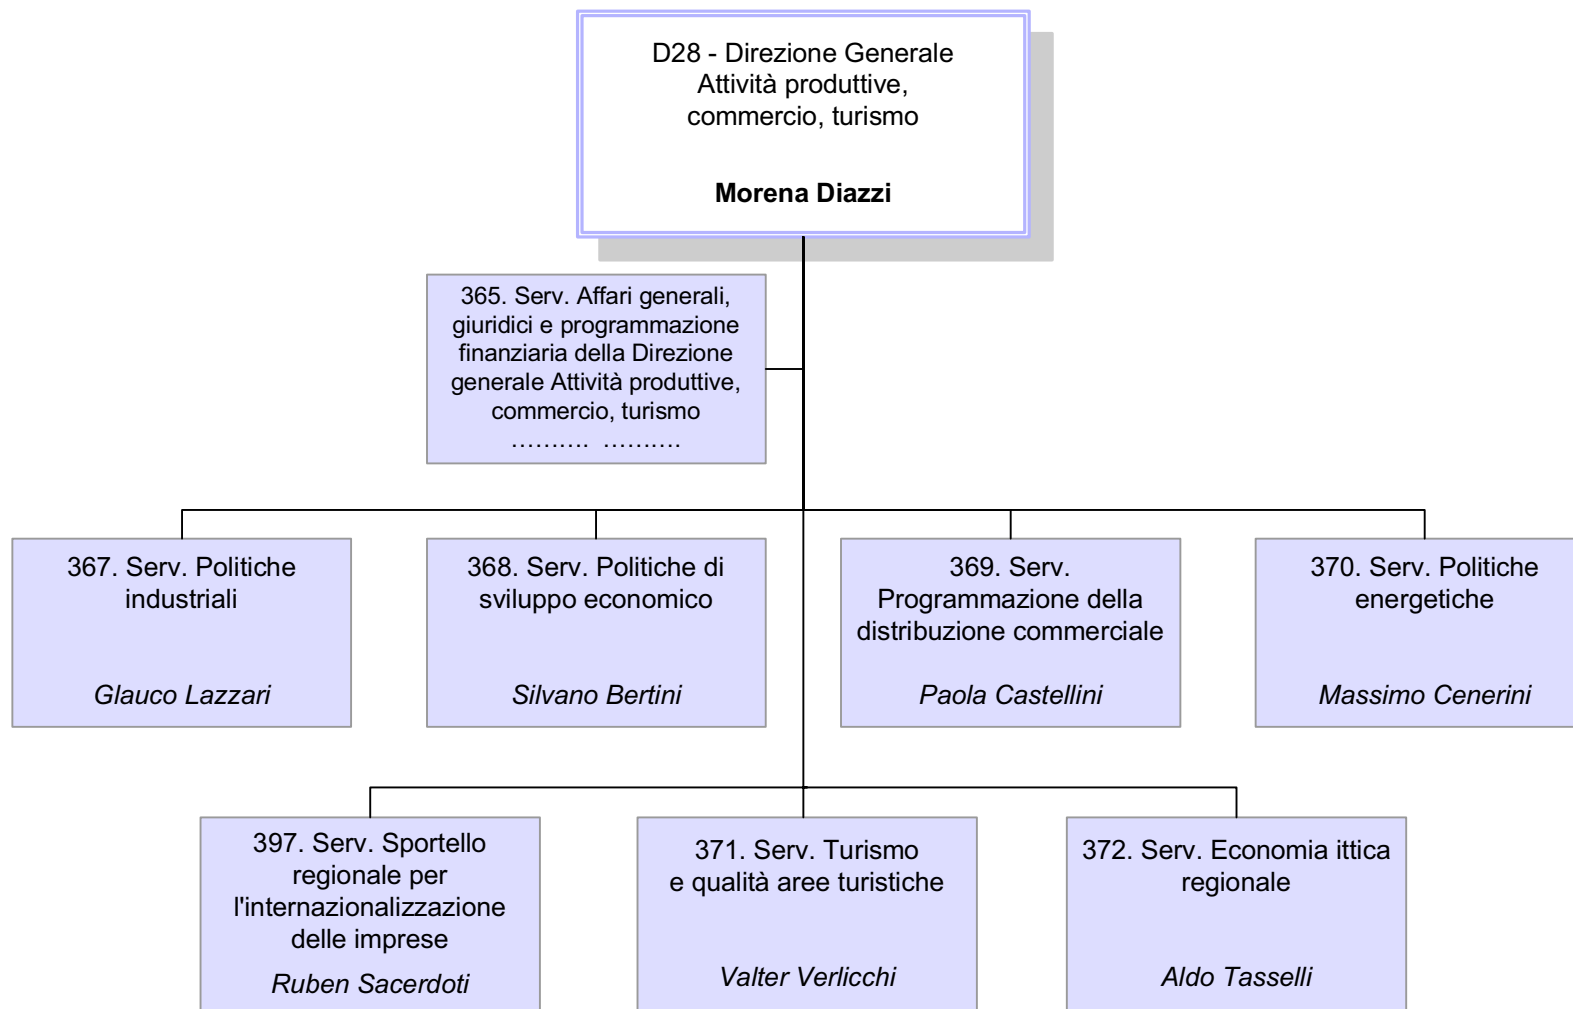 D28 - Direzione Generale
Attività produttive,
commercio, turismo
Morena Diazzi
365. Serv. Affari generali,
giuridici e programmazione
finanziaria della Direzione
generale Attività produttive,
commercio, turismo
.......... ..........
367. Serv. Politiche
industriali
Glauco Lazzari
368. Serv. Politiche di
sviluppo economico
Silvano Bertini
369. Serv.
Programmazione della
distribuzione commerciale
Paola Castellini
370. Serv. Politiche
energetiche
Massimo Cenerini
397. Serv. Sportello
regionale per
l'internazionalizzazione
delle imprese
Ruben Sacerdoti
371. Serv. Turismo
e qualità aree turistiche
Valter Verlicchi
372. Serv. Economia ittica
regionale
Aldo Tasselli